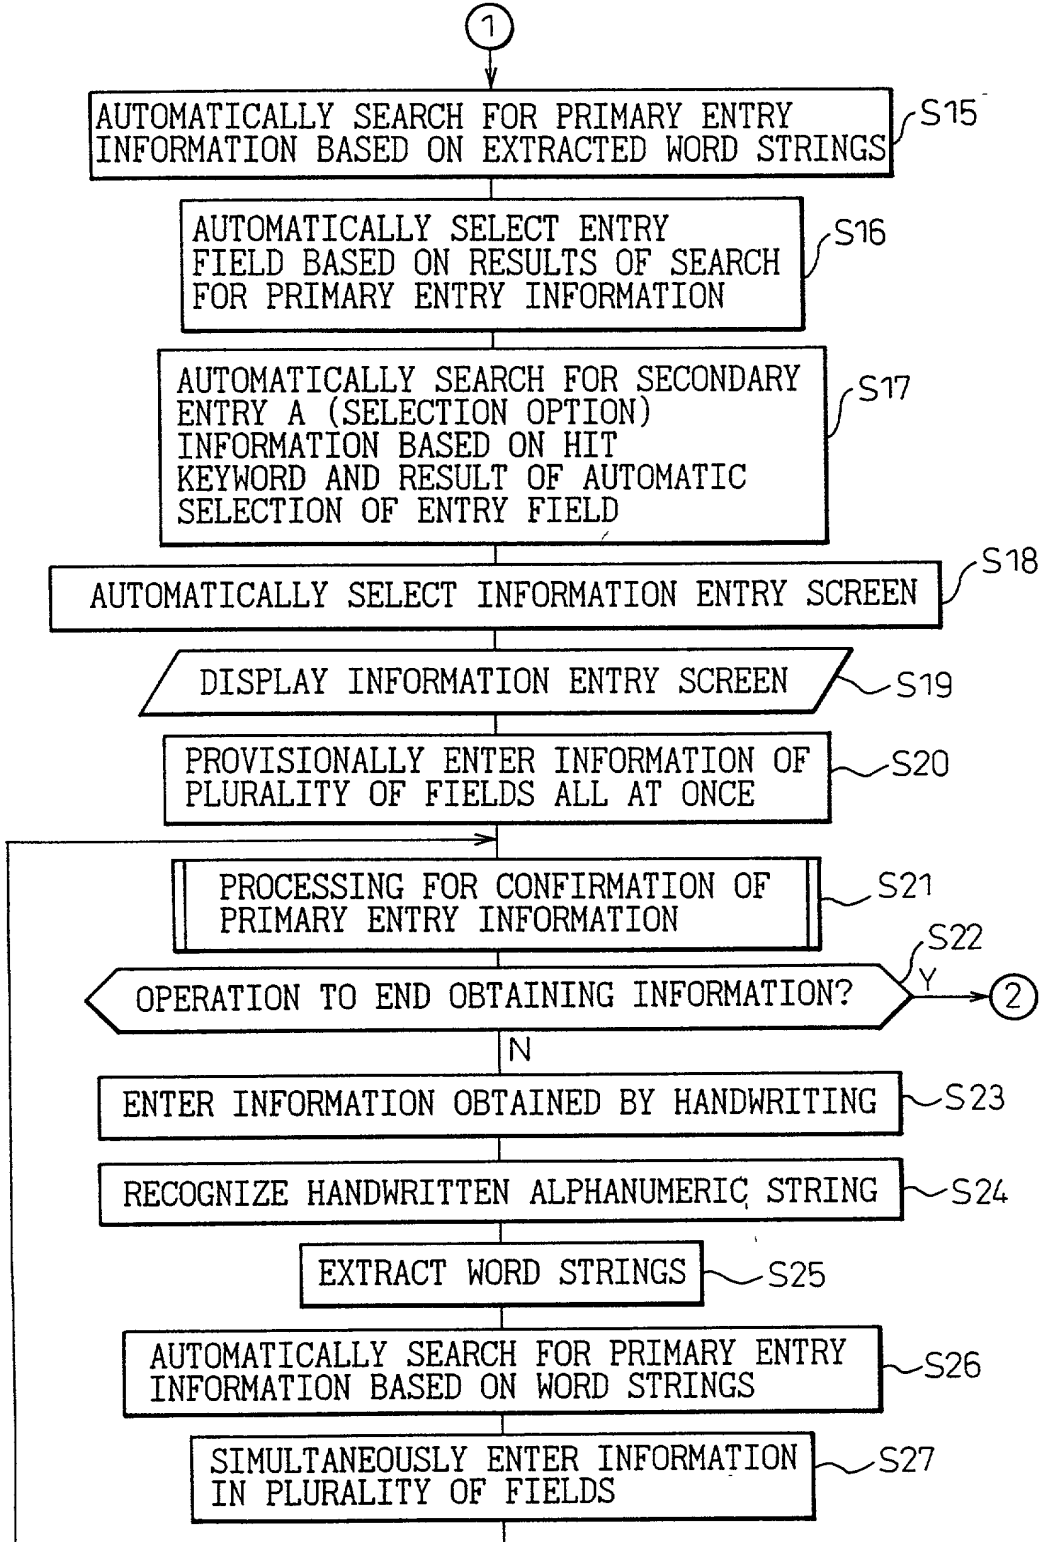 1
AUTOMATICALLY SEARCH FOR PRIMARY ENTRY
INFORMATION BASED ON EXTRACTED WORD STRINGS
S15
AUTOMATICALLY SELECT ENTRY
FIELD BASED ON RESULTS OF SEARCH
FOR PRIMARY ENTRY INFORMATION
S16
AUTOMATICALLY SEARCH FOR SECONDARY
ENTRY A (SELECTION OPTION)
INFORMATION BASED ON HIT
KEYWORD AND RESULT OF AUTOMATIC
SELECTION OF ENTRY FIELD
S17
AUTOMATICALLY SELECT INFORMATION ENTRY SCREEN
S18
DISPLAY INFORMATION ENTRY SCREEN
S19
PROVISIONALLY ENTER INFORMATION OF
PLURALITY OF FIELDS ALL AT ONCE
S20
PROCESSING FOR CONFIRMATION OF
PRIMARY ENTRY INFORMATION
S21
OPERATION TO END OBTAINING INFORMATION?
S22
Y
2
N
ENTER INFORMATION OBTAINED BY HANDWRITING
S23
RECOGNIZE HANDWRITTEN ALPHANUMERIC STRING
S24
EXTRACT WORD STRINGS
S25
AUTOMATICALLY SEARCH FOR PRIMARY ENTRY
INFORMATION BASED ON WORD STRINGS
S26
SIMULTANEOUSLY ENTER INFORMATION
IN PLURALITY OF FIELDS
S27